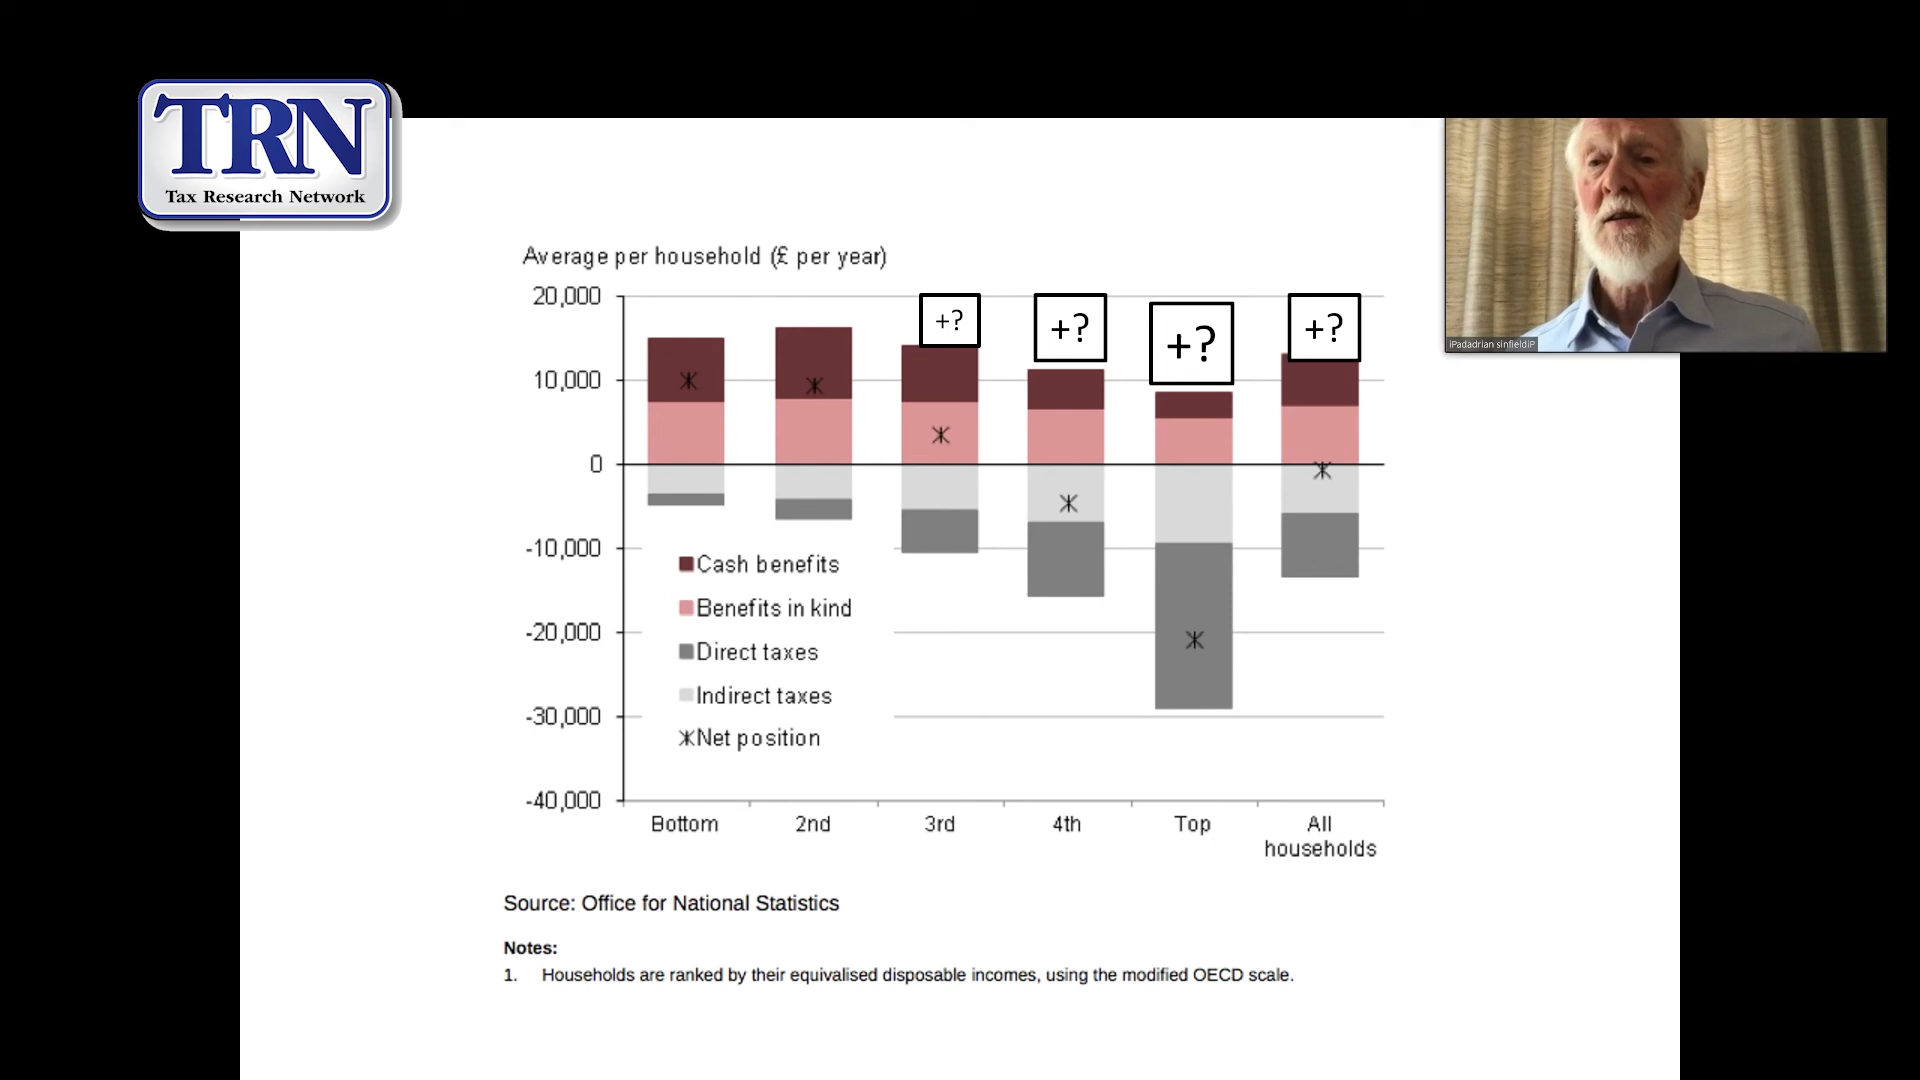 TRN
Tax Research Network
iPadadrian sinfieldiP
Average per household (£ per year)
20,000
10,000
0
-10,000
-20,000
-30,000
-40,000
+?
+?
+?
+?
Cash benefits
Benefits in kind
Direct taxes
Indirect taxes
Net position
Bottom
2nd
3rd
4th
Top
All
households
Source: Office for National Statistics
Notes:
1. Households are ranked by their equivalised disposable incomes, using the modified OECD scale.